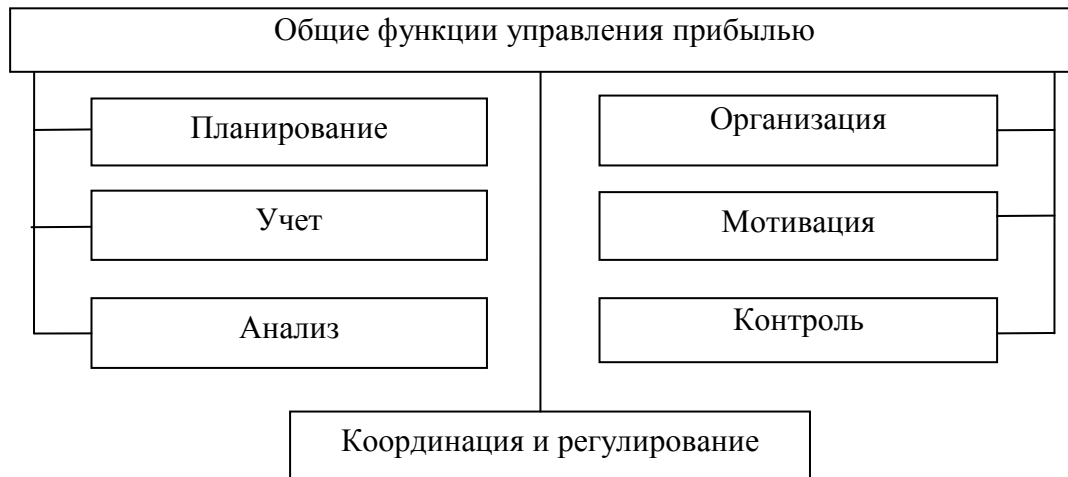 Общие функции управления прибылью
Планирование
Организация
Учет
Мотивация
Анализ
Контроль
Координация и регулирование